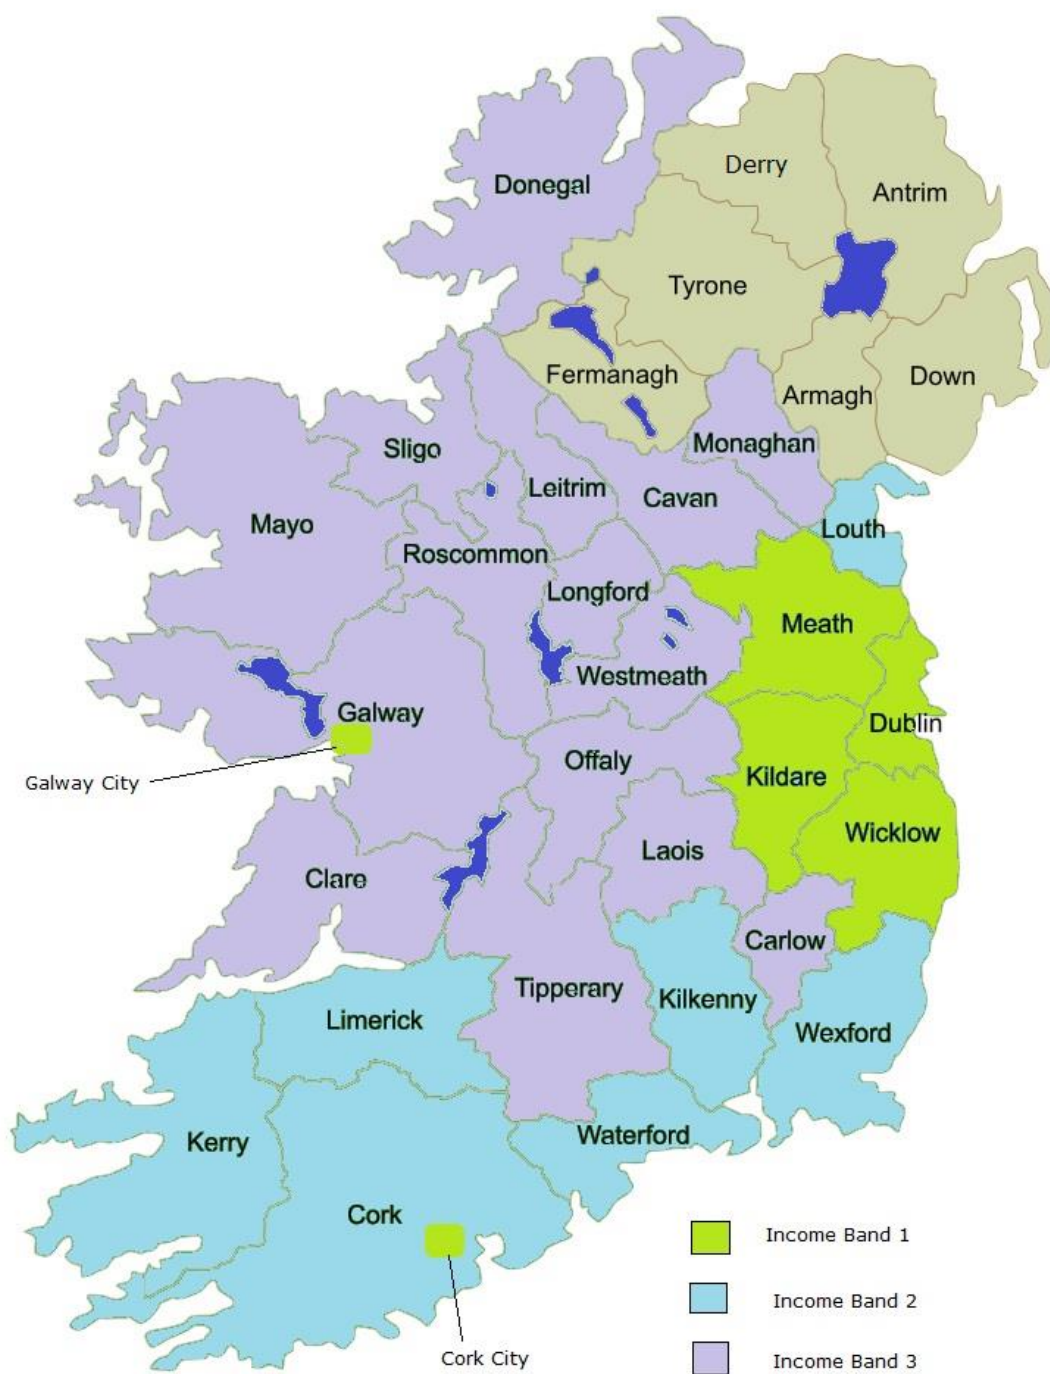 Derry
Donegal
Antrim
Tyrone
Fermanagh
Down
Armagh
Monaghan
Sligo
Leitrim
Cavan
Mayo
Louth
Roscommon
Longford
Meath
Westmeath
Galway
Dublin
Offaly
Kildare
Galway City
Wicklow
Laois
Clare
Carlow
Tipperary
Kilkenny
Limerick
Wexford
Waterford
Kerry
Cork
Income Band 1
Income Band 2
Cork City
Income Band 3